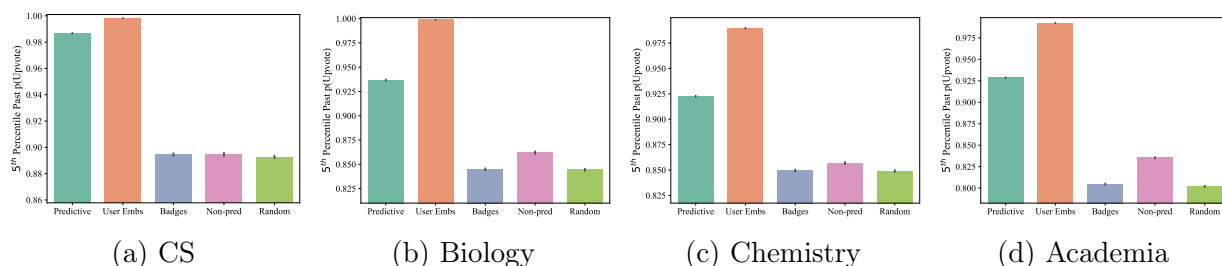 5th Percentile Past p(Upvote)
1.00
0.98
0.96
0.94
0.92
0.90
0.88
0.86
Predictive User Embs Badges Non-pred Random
(a) CS
5th Percentile Past p(Upvote)
1.000
0.975
0.950
0.925
0.900
0.875
0.850
0.825
Predictive User Embs Badges Non-pred Random
(b) Biology
5th Percentile Past p(Upvote)
0.975
0.950
0.925
0.900
0.875
0.850
0.825
Predictive User Embs Badges Non-pred Random
(c) Chemistry
5th Percentile Past p(Upvote)
0.975
0.950
0.925
0.900
0.875
0.850
0.825
0.800
Predictive User Embs Badges Non-pred Random
(d) Academia